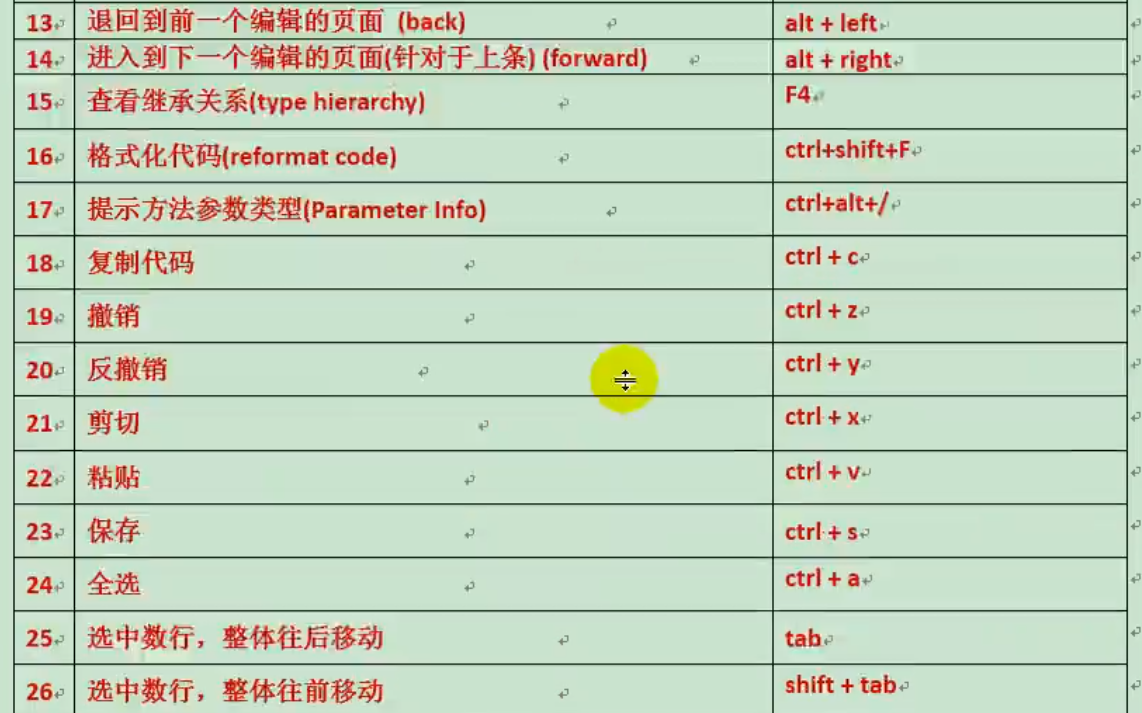 13 退回到前一个编辑的页面 (back) alt + left
14 进入到下一个编辑的页面(针对于上条) (forward) alt + right
15 查看继承关系(type hierarchy) F4
16 格式化代码(reformat code) ctrl+shift+F
17 提示方法参数类型(Parameter Info) ctrl+alt+/
18 复制代码 ctrl + c
19 撤销 ctrl + z
20 反撤销 ctrl + y
21 剪切 ctrl + x
22 粘贴 ctrl + v
23 保存 ctrl + s
24 全选 ctrl + a
25 选中数行，整体往后移动 tab
26 选中数行，整体往前移动 shift + tab